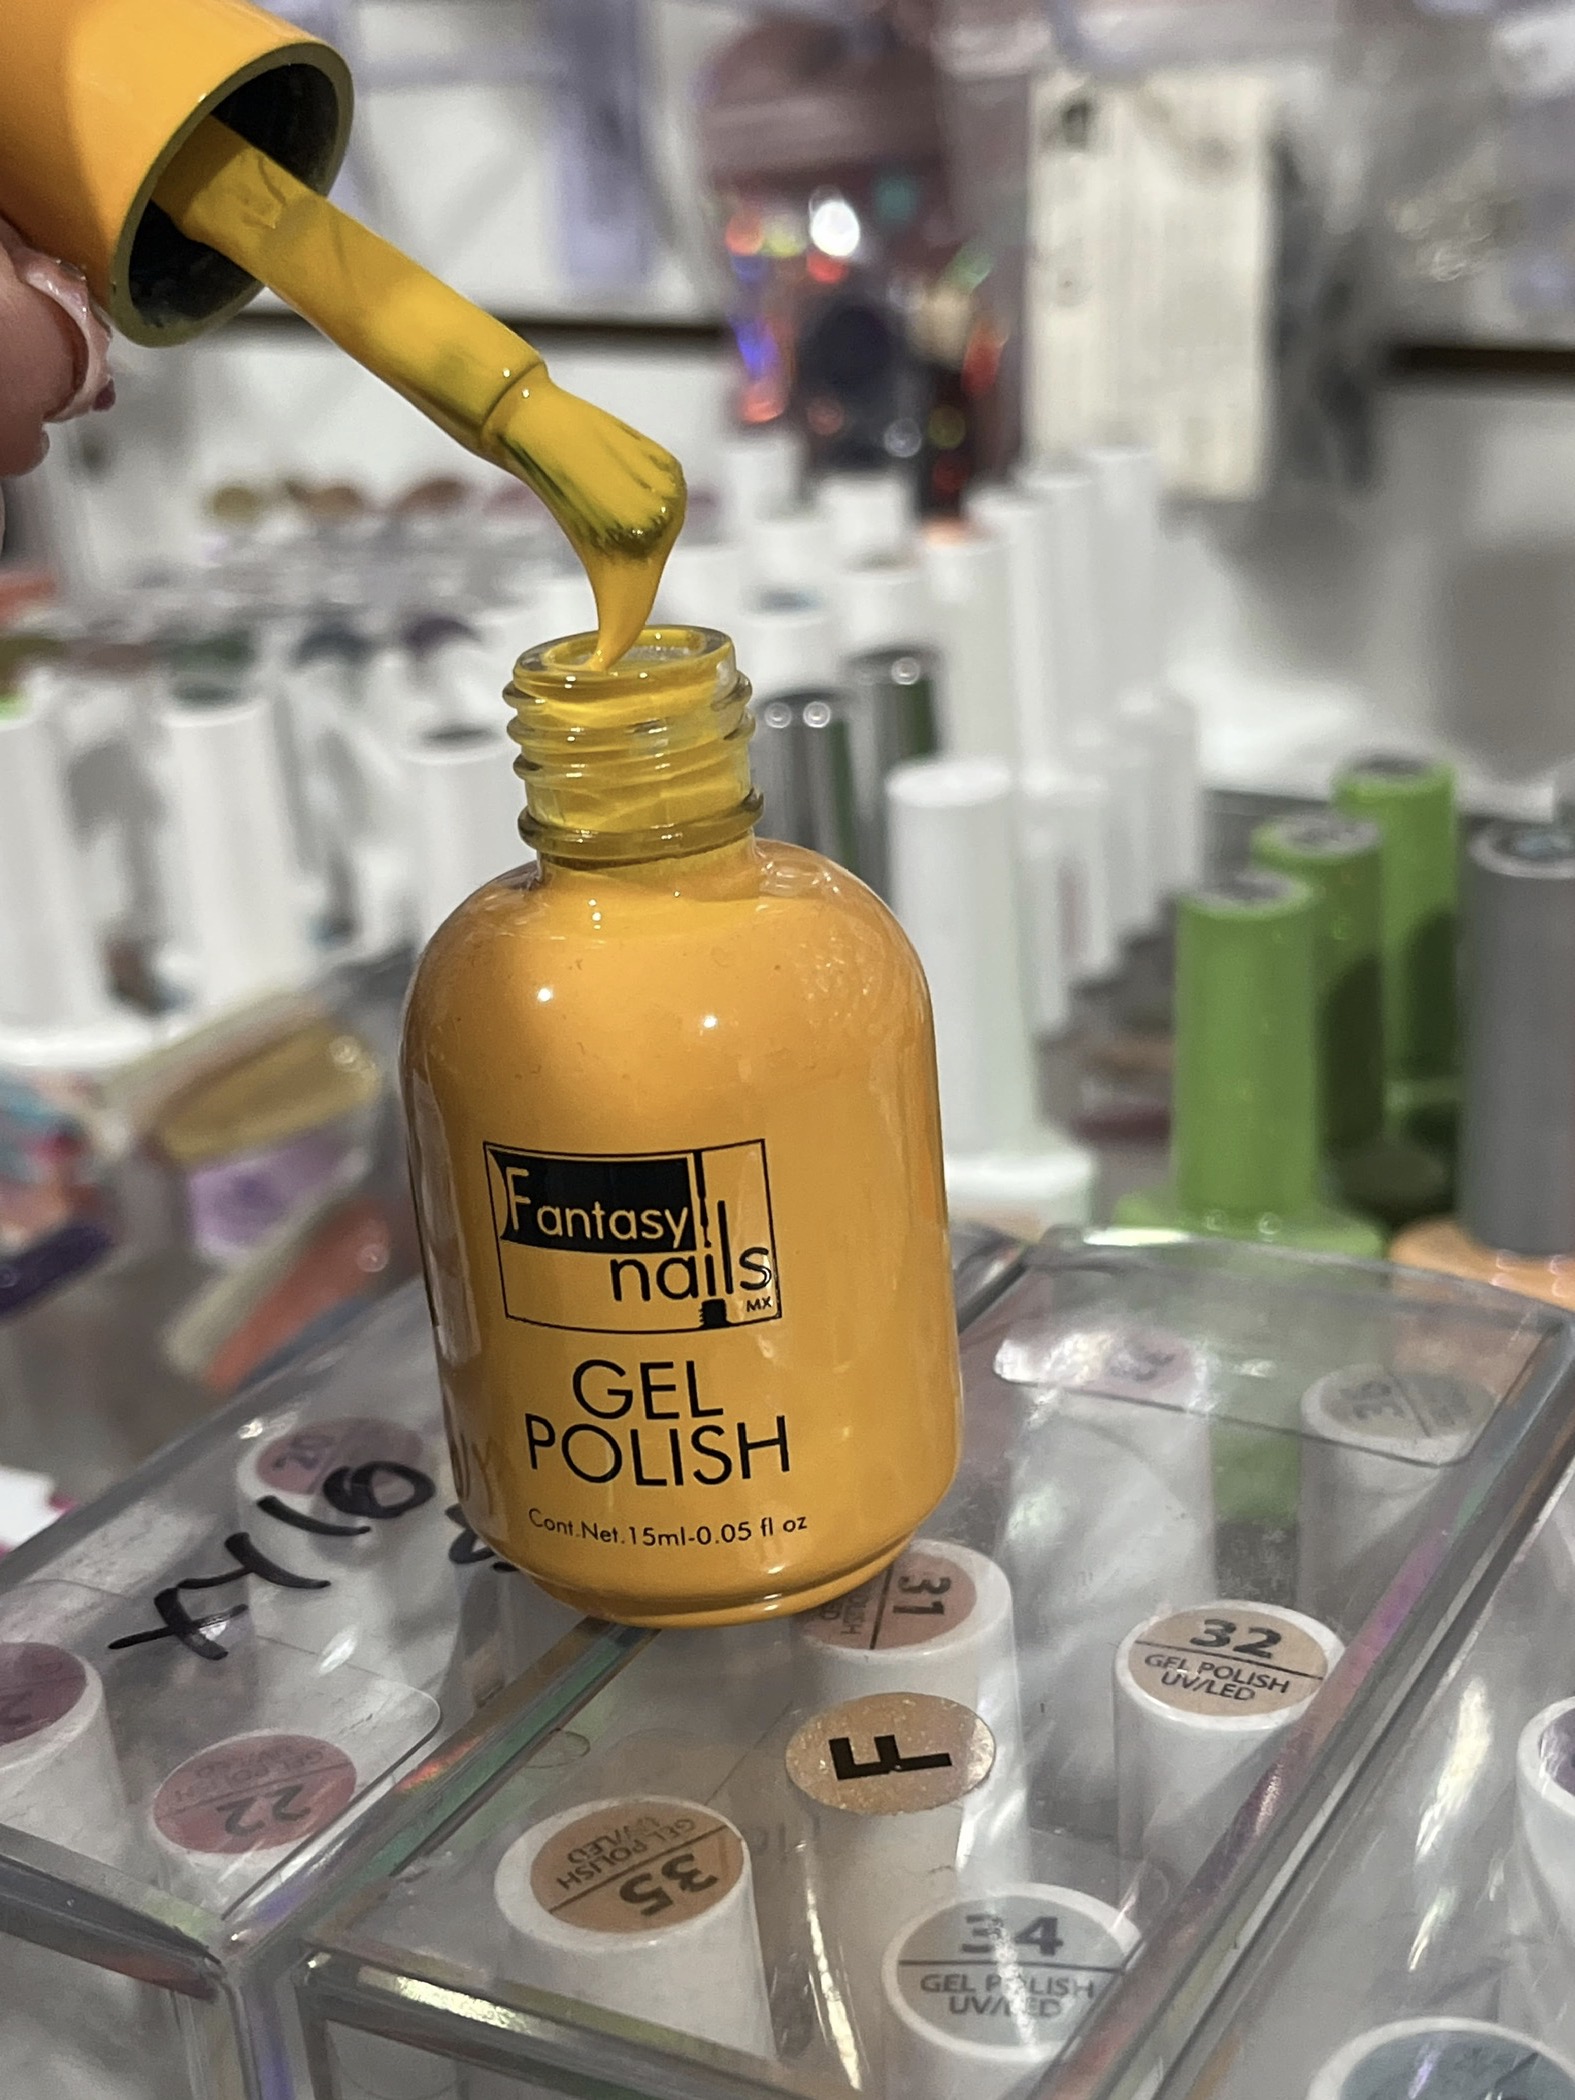 Fantasy
nails
MX
GEL
POLISH
Cont.Net.15ml-0.05 fl oz
31
32
GEL POLISH
UV/LED
F
22
35
GEL POLISH
UV/LED
34
GEL POLISH
UV/LED